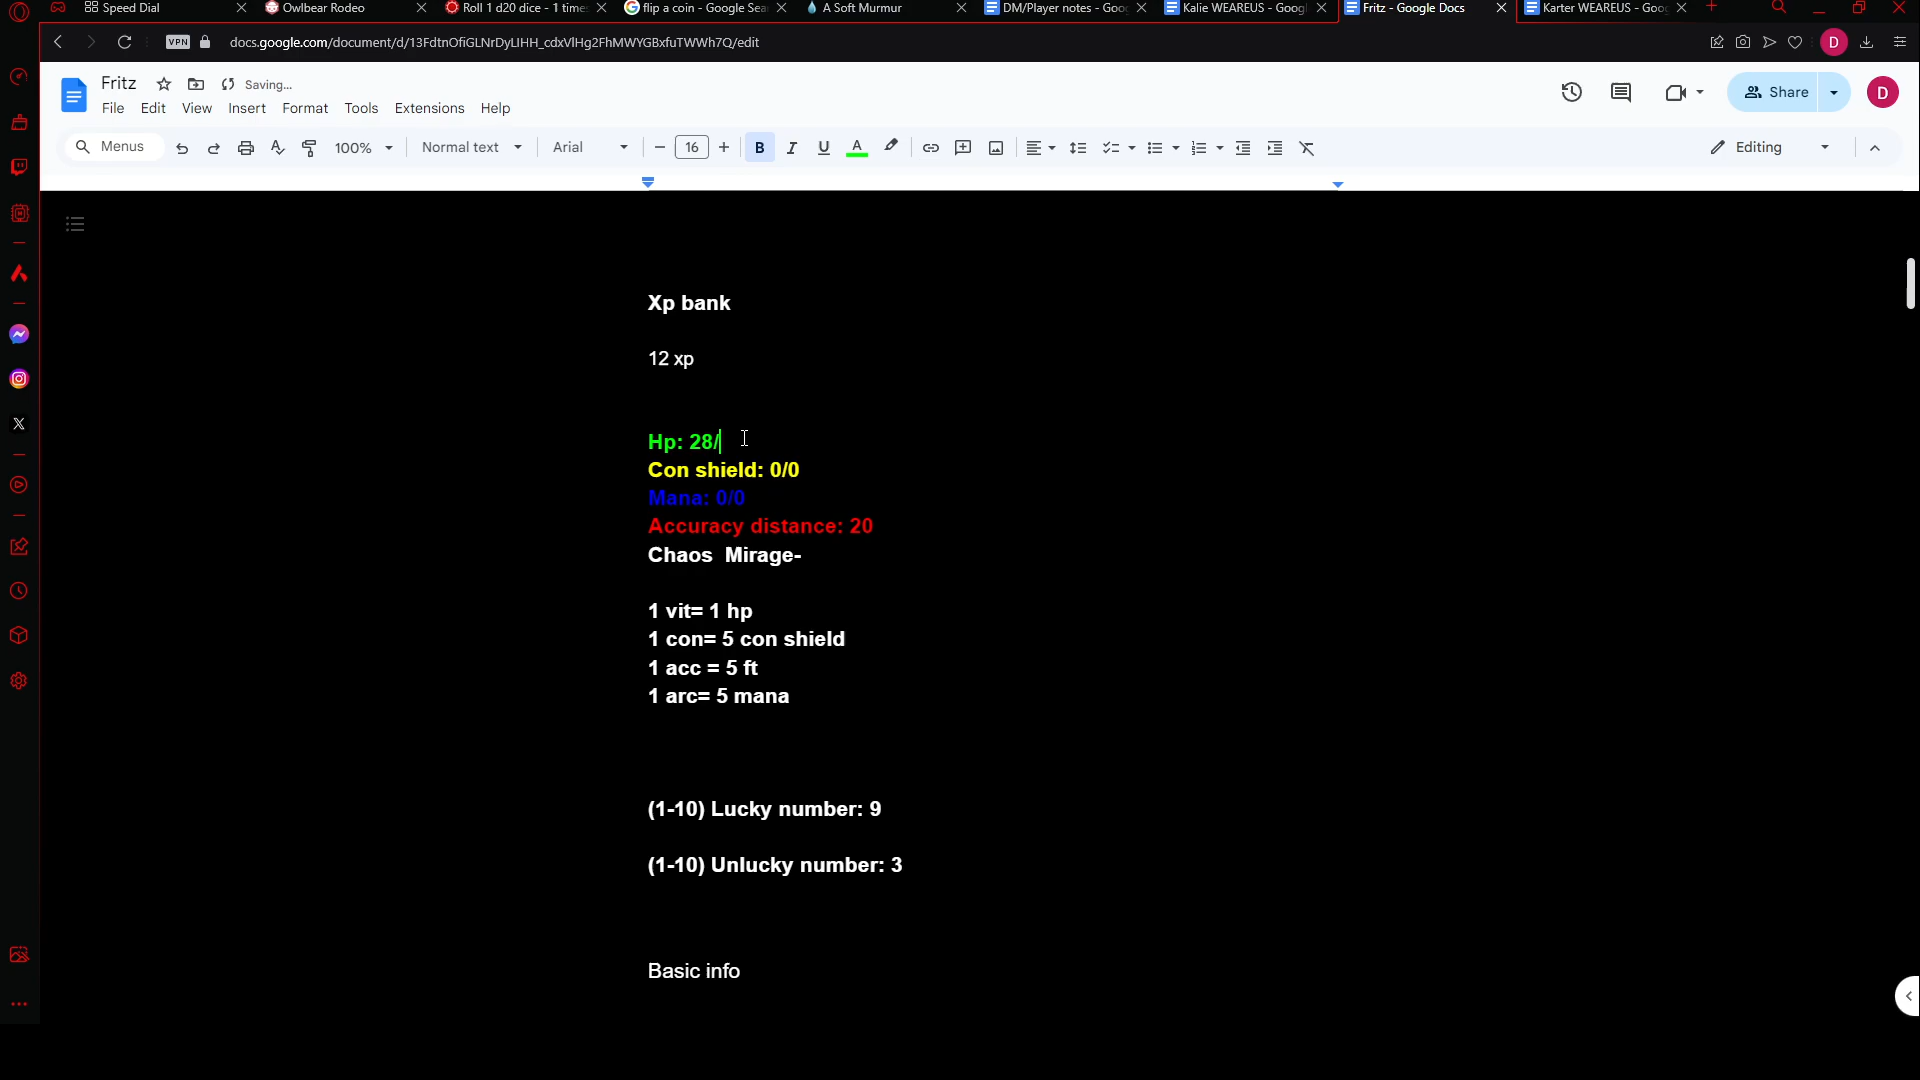 Speed Dial
Owlbear Rodeo
Roll 1 d20 dice - 1 time
flip a coin - Google Sea
A Soft Murmur
DM/Player notes - Goo
Kalie WEAREUS - Googl
Fritz - Google Docs
Karter WEAREUS - Goog
VPN
docs.google.com/document/d/13FdtnOfiGLNrDyLIHH_cdxVlHg2FhMWYGBxfuTWWh7Q/edit
D
Fritz
Saving...
File Edit View Insert Format Tools Extensions Help
Share
D
Menus
100%
Normal text
Arial
16
B
I
U
A
Editing
Xp bank
12 xp
Hp: 28/
Con shield: 0/0
Mana: 0/0
Accuracy distance: 20
Chaos  Mirage-
1 vit= 1 hp
1 con= 5 con shield
1 acc = 5 ft
1 arc= 5 mana
(1-10) Lucky number: 9
(1-10) Unlucky number: 3
Basic info